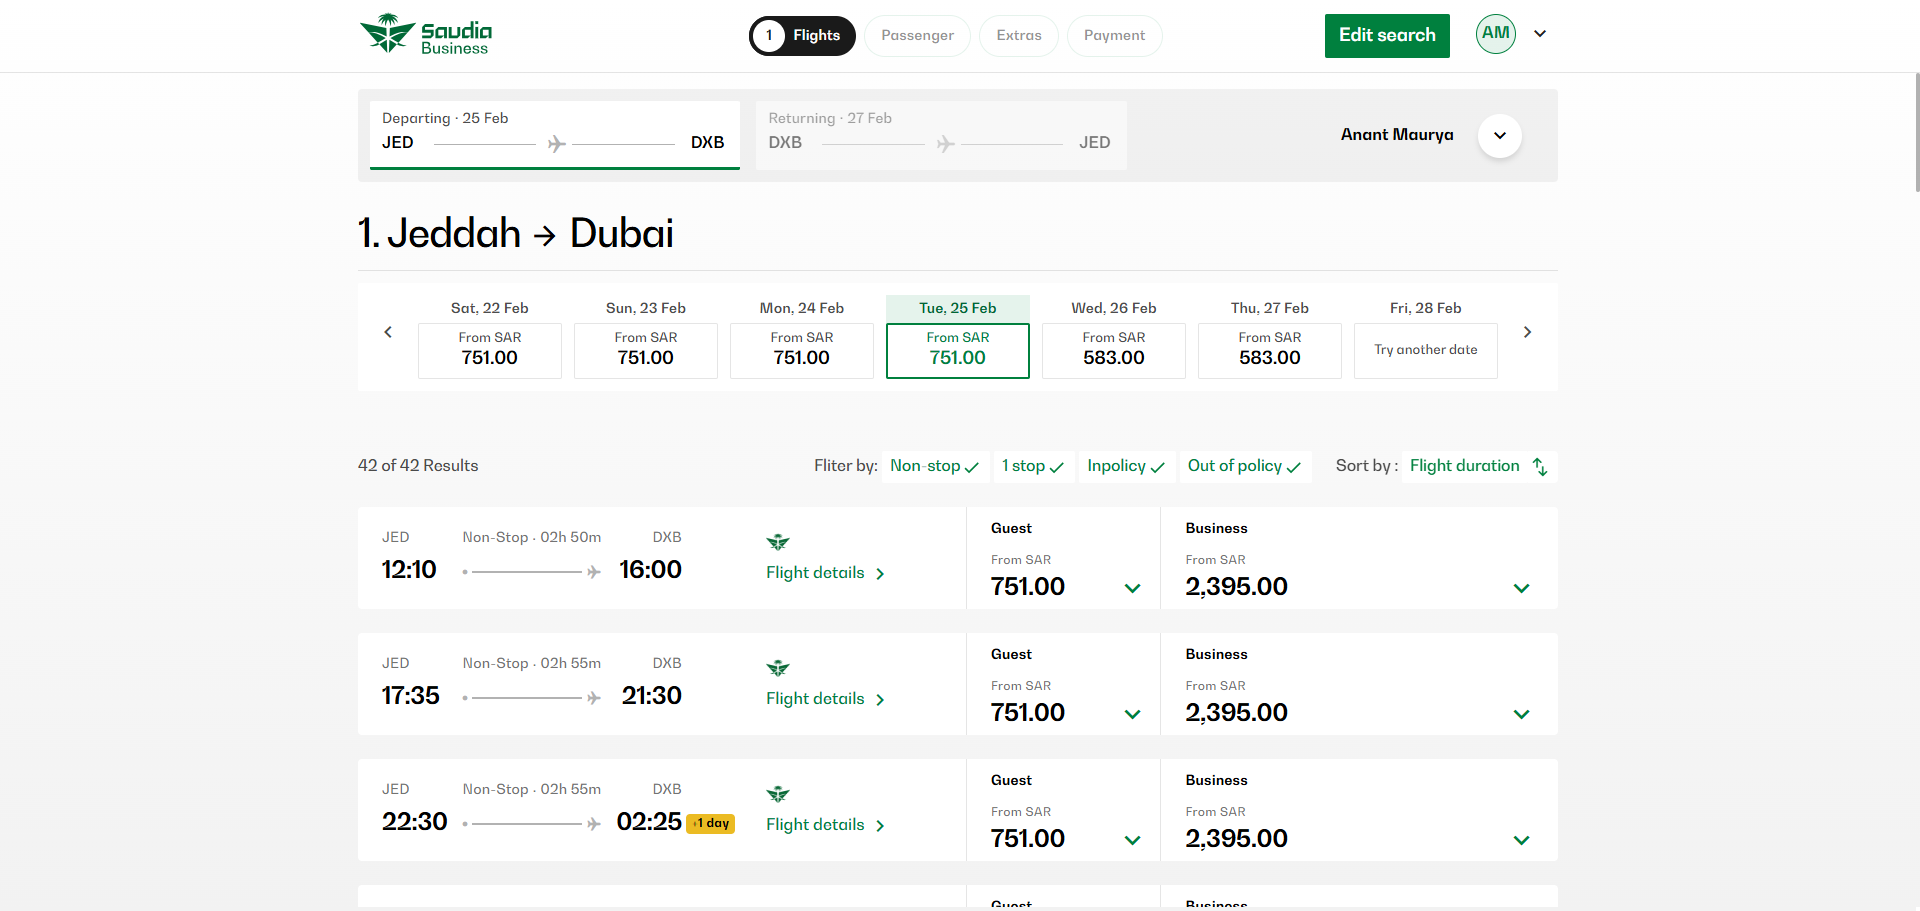 Saudia
Business
1 Flights
Passenger
Extras
Payment
Edit search
AM
Departing · 25 Feb
JED DXB
Returning · 27 Feb
DXB JED
Anant Maurya
1. Jeddah → Dubai
Sat, 22 Feb
From SAR
751.00
Sun, 23 Feb
From SAR
751.00
Mon, 24 Feb
From SAR
751.00
Tue, 25 Feb
From SAR
751.00
Wed, 26 Feb
From SAR
583.00
Thu, 27 Feb
From SAR
583.00
Fri, 28 Feb
Try another date
42 of 42 Results
Fliter by: Non-stop 1 stop Inpolicy Out of policy
Sort by : Flight duration
JED Non-Stop · 02h 50m DXB
12:10 16:00
Flight details
Guest
From SAR
751.00
Business
From SAR
2,395.00
JED Non-Stop · 02h 55m DXB
17:35 21:30
Flight details
Guest
From SAR
751.00
Business
From SAR
2,395.00
JED Non-Stop · 02h 55m DXB
22:30 02:25 +1 day
Flight details
Guest
From SAR
751.00
Business
From SAR
2,395.00
Guest
Business